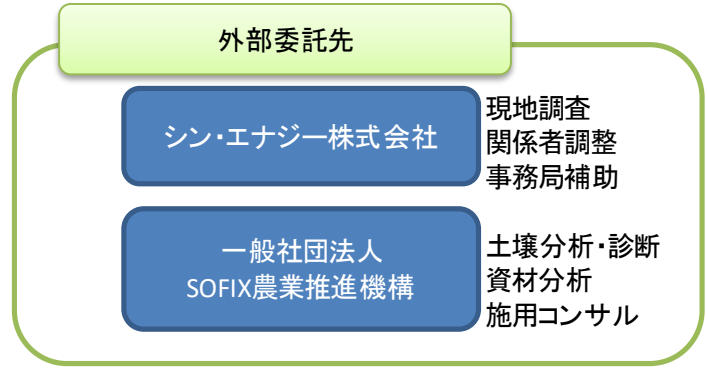 外部委託先
シン・エナジー株式会社
現地調査
関係者調整
事務局補助
一般社団法人
SOFIX農業推進機構
土壌分析・診断
資材分析
施用コンサル